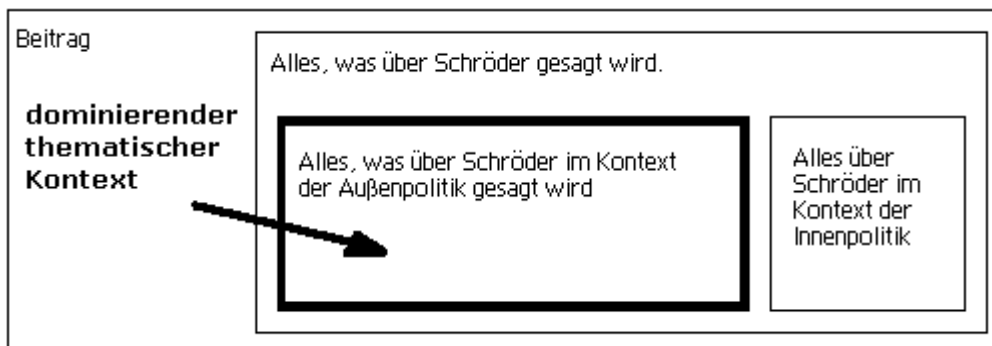 Beitrag
Alles, was über Schröder gesagt wird.
dominierender
thematischer
Kontext
Alles, was über Schröder im Kontext
der Außenpolitik gesagt wird
Alles über
Schröder im
Kontext der
Innenpolitik